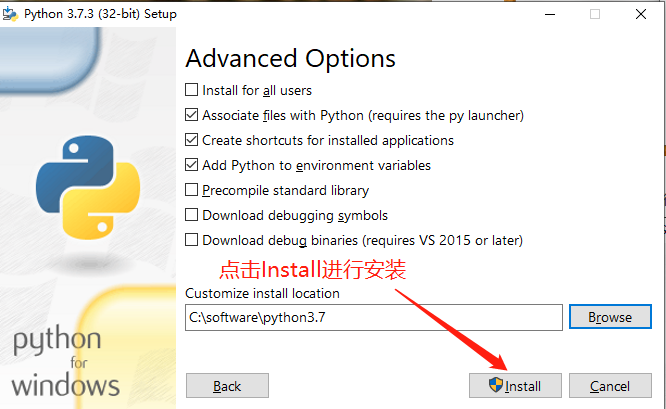 Python 3.7.3 (32-bit) Setup
Advanced Options
Install for all users
Associate files with Python (requires the py launcher)
Create shortcuts for installed applications
Add Python to environment variables
Precompile standard library
Download debugging symbols
Download debug binaries (requires VS 2015 or later)
点击Install进行安装
Customize install location
C:\software\python3.7
Browse
python
for
windows
Back
Install
Cancel